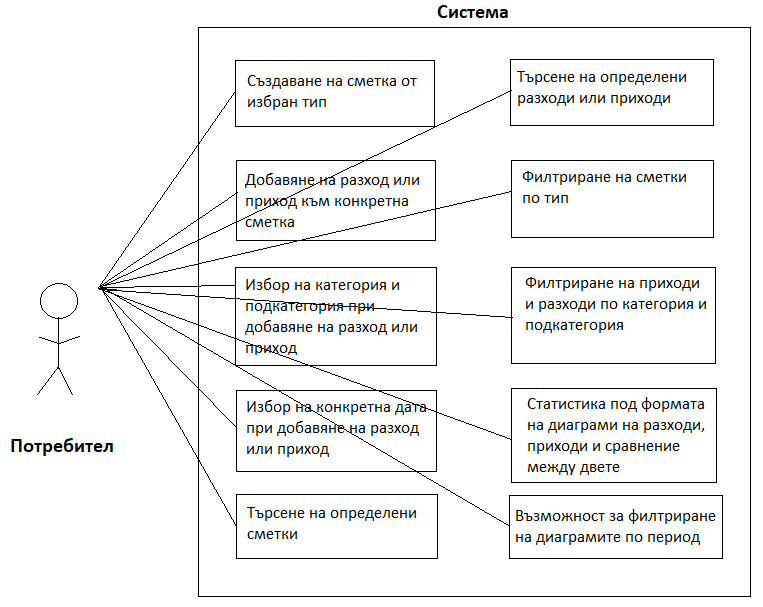 Система
Създаване на сметка от
избран тип
Добавяне на разход или
приход към конкретна
сметка
Избор на категория и
подкатегория при
добавяне на разход или
приход
Избор на конкретна дата
при добавяне на разход
или приход
Търсене на определени
сметки
Търсене на определени
разходи или приходи
Филтриране на сметки
по тип
Филтриране на приходи
и разходи по категория и
подкатегория
Статистика под формата
на диаграми на разходи,
приходи и сравнение
между двете
Възможност за филтриране
на диаграмите по период
Потребител